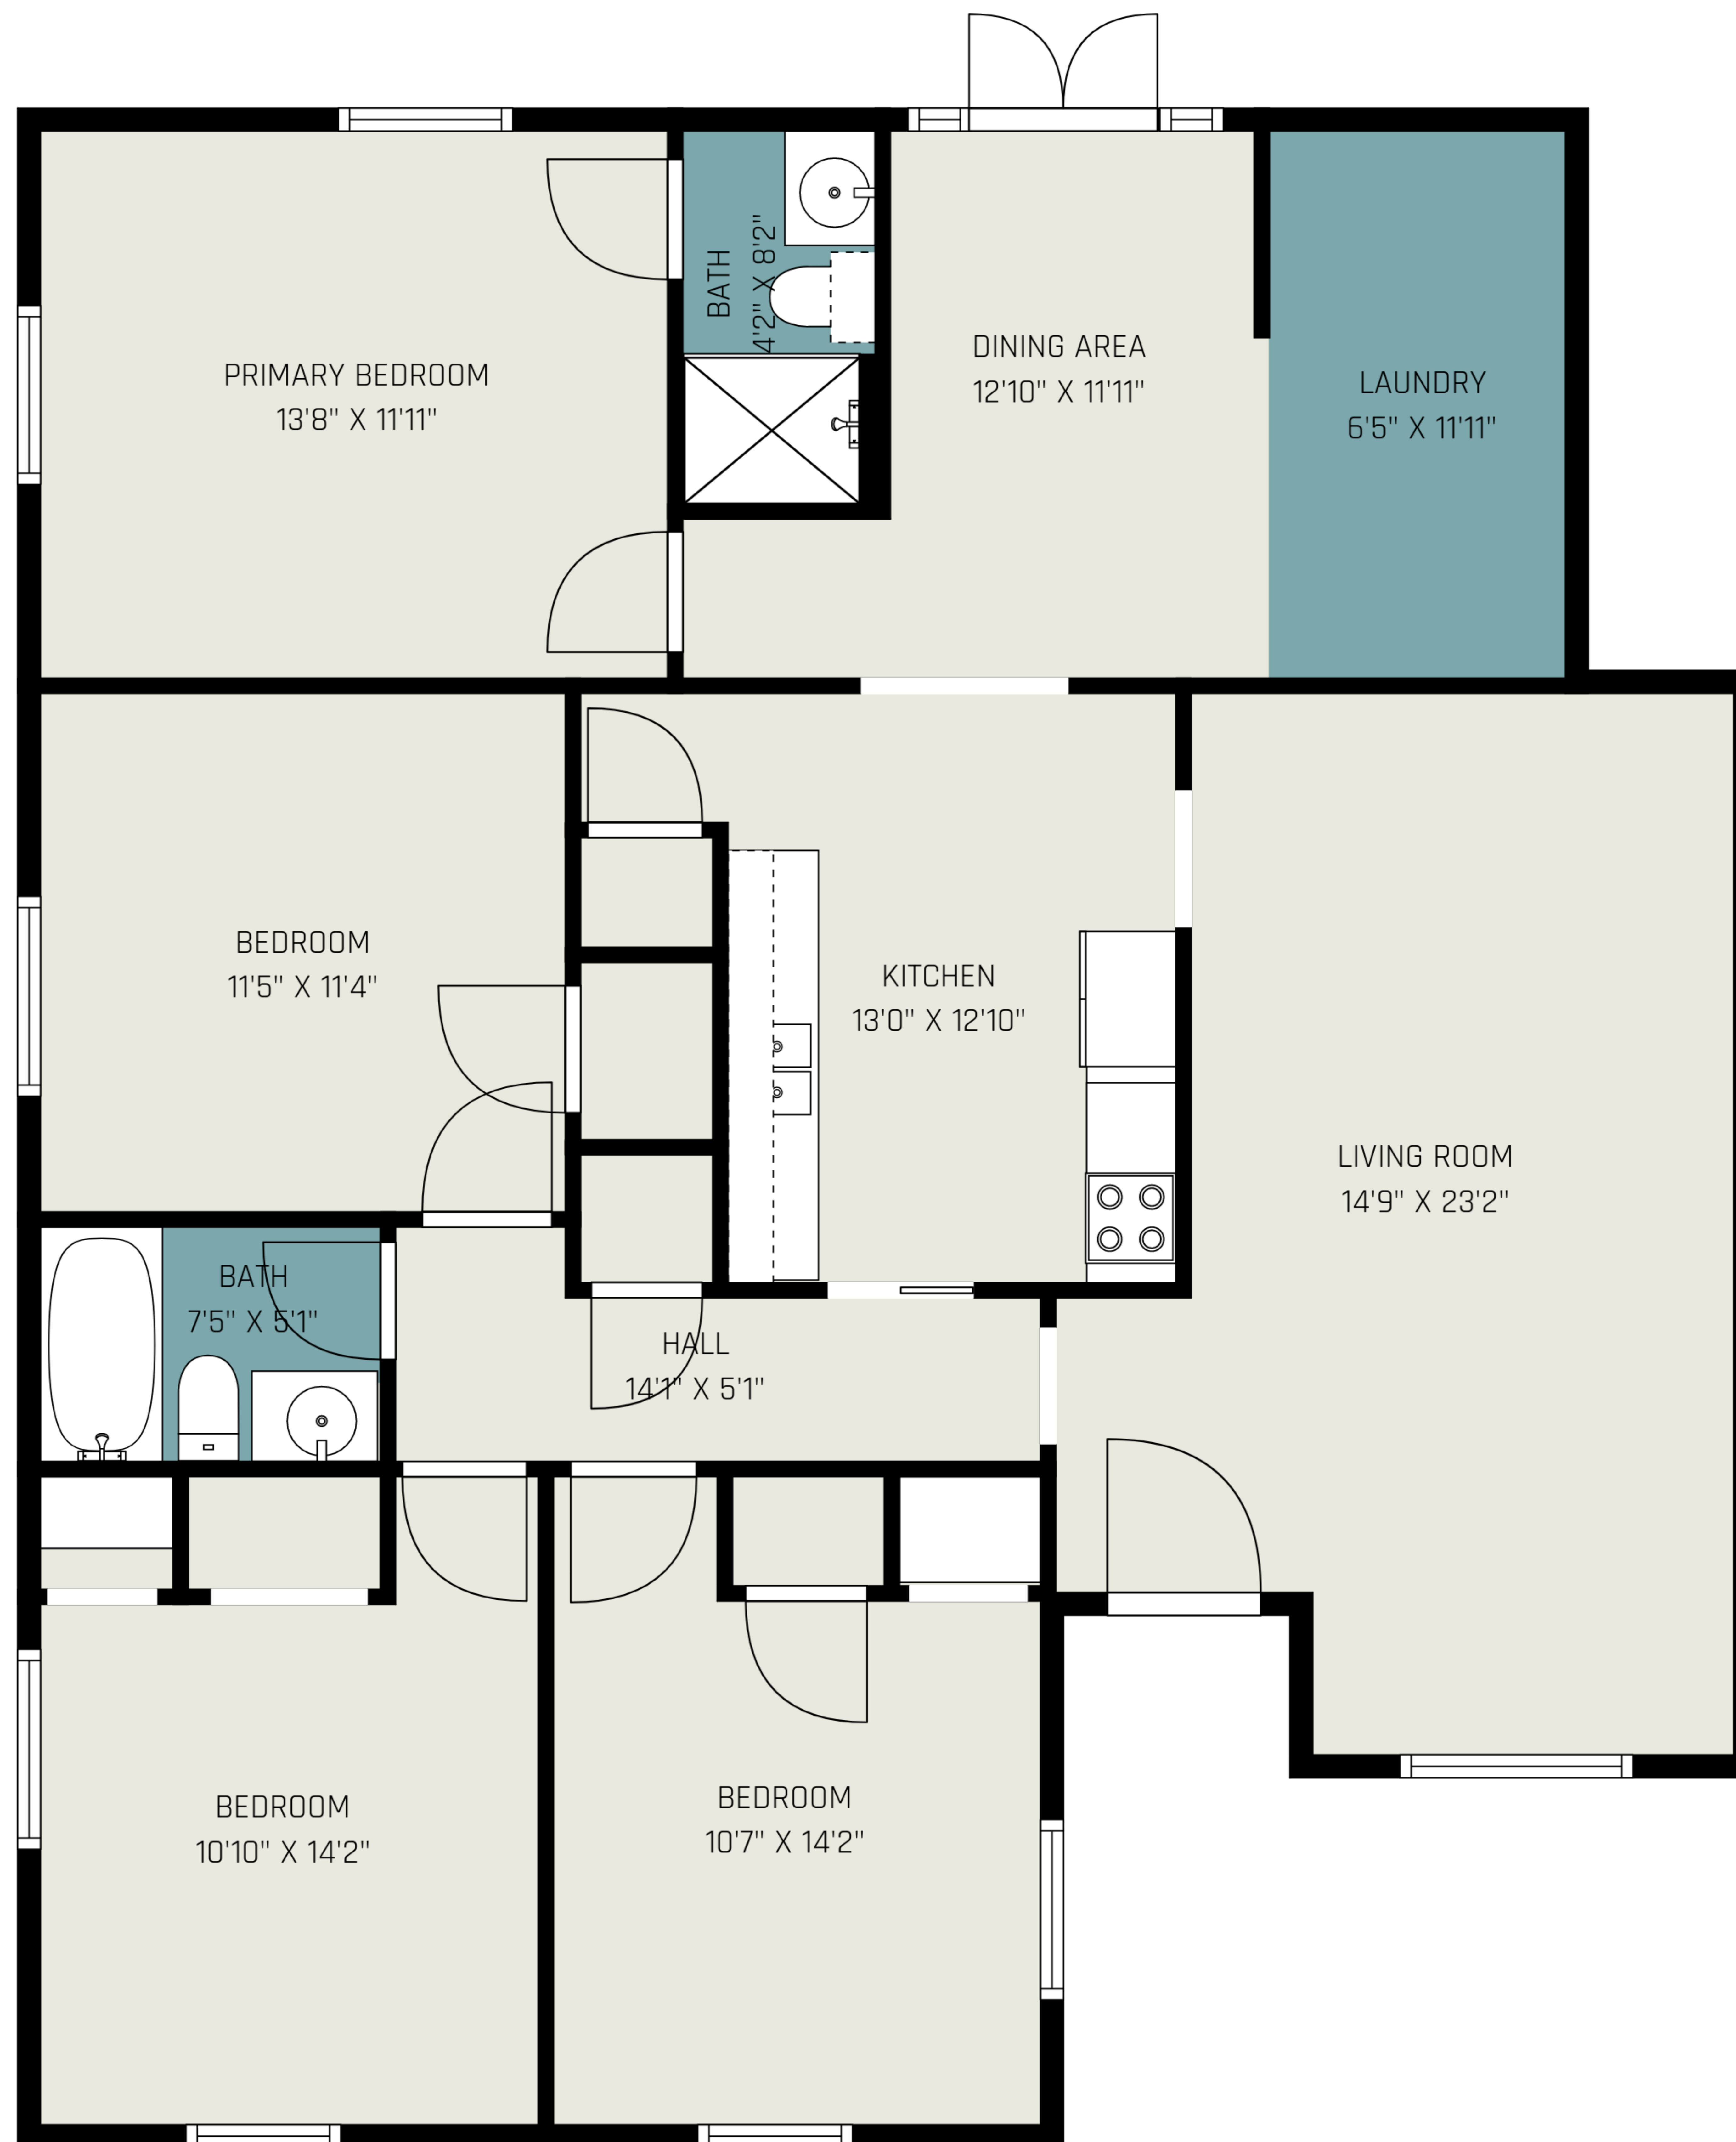 BATH
4'2" X 8'2"
DINING AREA
12'10" X 11'11"
PRIMARY BEDROOM
13'8" X 11'11"
LAUNDRY
6'5" X 11'11"
BEDROOM
11'5" X 11'4"
KITCHEN
13'0" X 12'10"
LIVING ROOM
14'9" X 23'2"
BATH
7'5" X 5'1"
HALL
14'1" X 5'1"
BEDROOM
10'10" X 14'2"
BEDROOM
10'7" X 14'2"